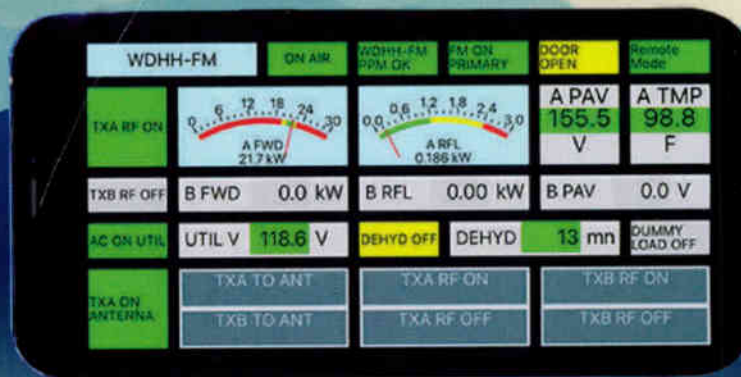 WDHH-FM
ON AIR
WDHH-FM
PPM OK
FM ON
PRIMARY
DOOR
OPEN
Remote
Mode
TXA RF ON
0 6 12 18 24 30
A FWD
21.7 kW
0.0 0.6 1.2 1.8 2.4 3.0
A RFL
0.186 kW
A PAV
155.5
V
A TMP
98.8
F
TXB RF OFF
B FWD 0.0 kW
B RFL 0.00 kW
B PAV 0.0 V
AC ON UTIL
UTIL V 118.6 V
DEHYD OFF
DEHYD 13 mn
DUMMY
LOAD OFF
TXA ON
ANTENNA
TXA TO ANT
TXA RF ON
TXB RF ON
TXB TO ANT
TXA RF OFF
TXB RF OFF